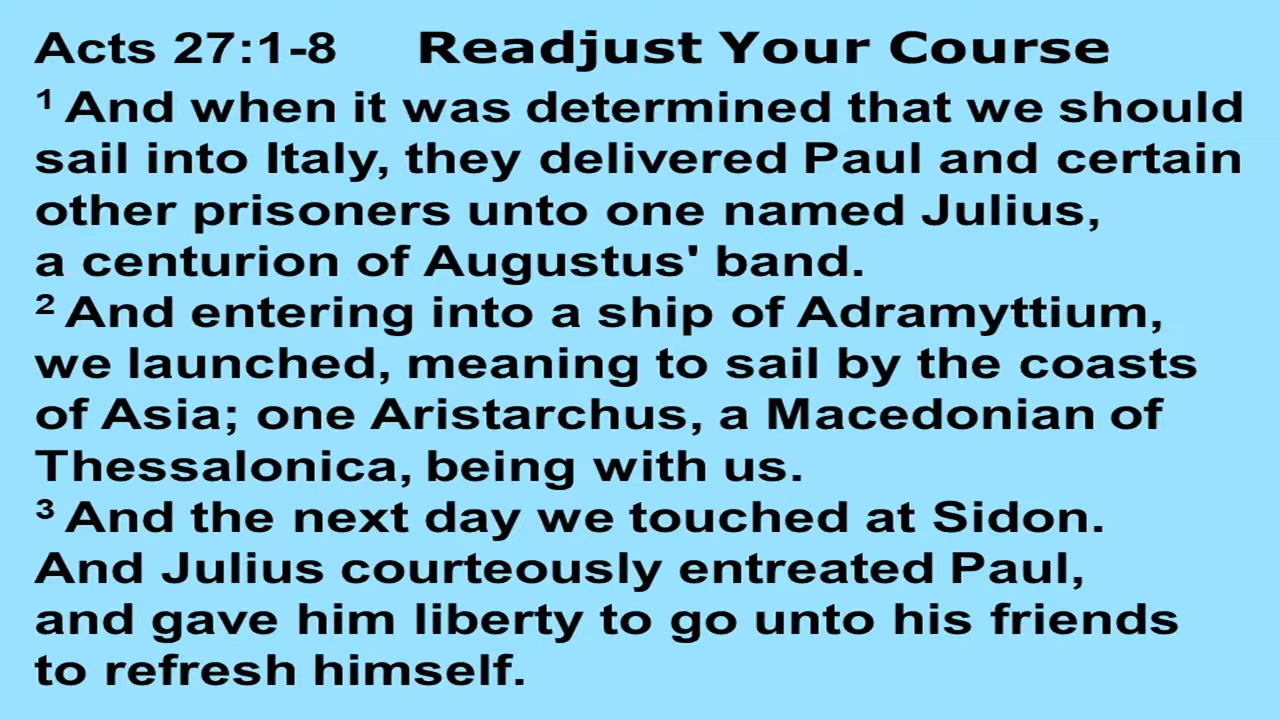 Acts 27:1-8 Readjust Your Course
¹ And when it was determined that we should
sail into Italy, they delivered Paul and certain
other prisoners unto one named Julius,
a centurion of Augustus' band.
² And entering into a ship of Adramyttium,
we launched, meaning to sail by the coasts
of Asia; one Aristarchus, a Macedonian of
Thessalonica, being with us.
³ And the next day we touched at Sidon.
And Julius courteously entreated Paul,
and gave him liberty to go unto his friends
to refresh himself.